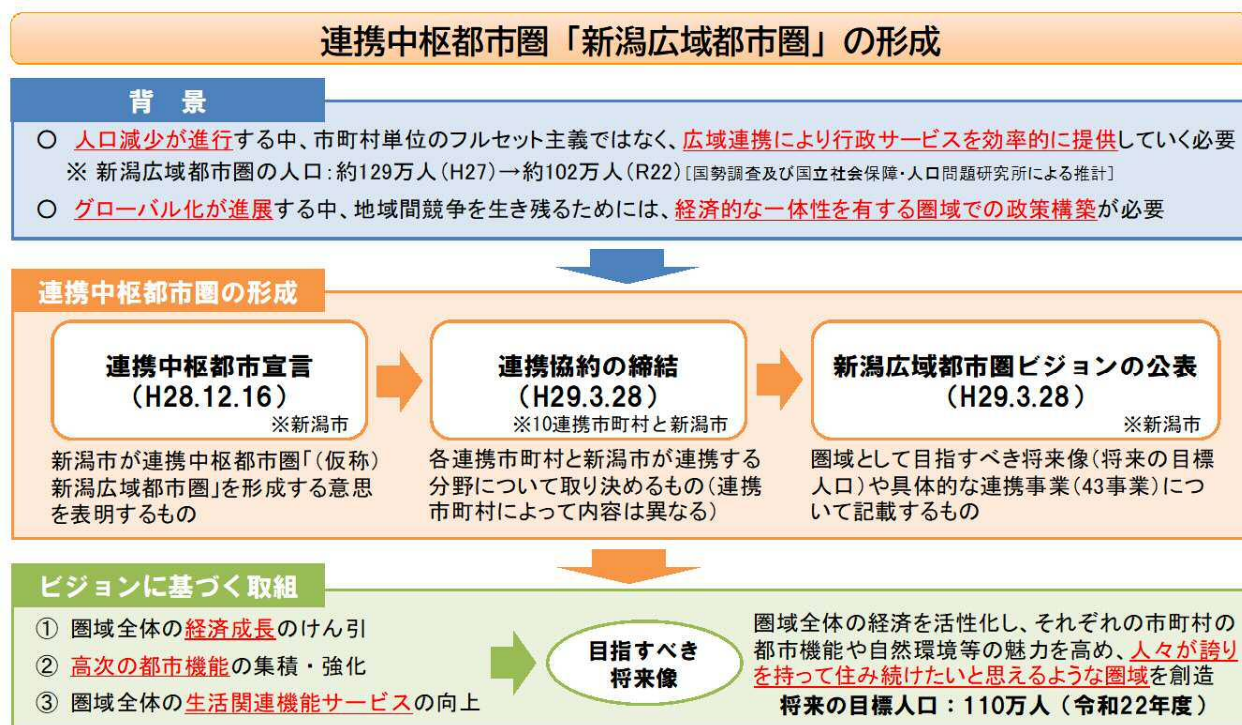 連携中枢都市圏「新潟広域都市圏」の形成
背 景
○ 人口減少が進行する中、市町村単位のフルセット主義ではなく、広域連携により行政サービスを効率的に提供していく必要
※ 新潟広域都市圏の人口：約129万人(H27)→約102万人(R22)[国勢調査及び国立社会保障・人口問題研究所による推計]
○ グローバル化が進展する中、地域間競争を生き残るためには、経済的な一体性を有する圏域での政策構築が必要
連携中枢都市圏の形成
連携中枢都市宣言
(H28.12.16)
※新潟市
新潟市が連携中枢都市圏「(仮称)
新潟広域都市圏」を形成する意思
を表明するもの
連携協約の締結
(H29.3.28)
※10連携市町村と新潟市
各連携市町村と新潟市が連携する
分野について取り決めるもの(連携
市町村によって内容は異なる)
新潟広域都市圏ビジョンの公表
(H29.3.28)
※新潟市
圏域として目指すべき将来像(将来の目標
人口)や具体的な連携事業(43事業)につ
いて記載するもの
ビジョンに基づく取組
① 圏域全体の経済成長のけん引
② 高次の都市機能の集積・強化
③ 圏域全体の生活関連機能サービスの向上
目指すべき
将来像
圏域全体の経済を活性化し、それぞれの市町村の
都市機能や自然環境等の魅力を高め、人々が誇り
を持って住み続けたいと思えるような圏域を創造
将来の目標人口：110万人（令和22年度）